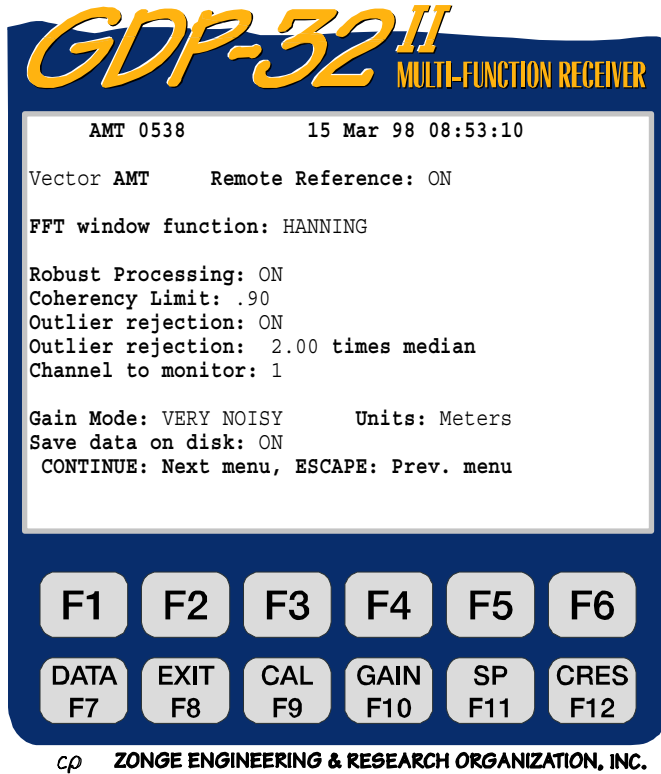 GDP-32 II
MULTI-FUNCTION RECEIVER
AMT 0538 15 Mar 98 08:53:10
Vector AMT Remote Reference: ON
FFT window function: HANNING
Robust Processing: ON
Coherency Limit: .90
Outlier rejection: ON
Outlier rejection: 2.00 times median
Channel to monitor: 1
Gain Mode: VERY NOISY Units: Meters
Save data on disk: ON
CONTINUE: Next menu, ESCAPE: Prev. menu
F1 F2 F3 F4 F5 F6
DATA EXIT CAL GAIN SP CRES
F7 F8 F9 F10 F11 F12
cρ ZONGE ENGINEERING & RESEARCH ORGANIZATION, INC.